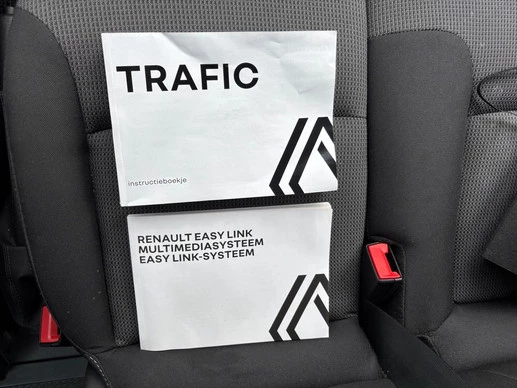 TRAFIC
instructieboekje
RENAULT EASY LINK
MULTIMEDIASYSTEEM
EASY LINK-SYSTEEM